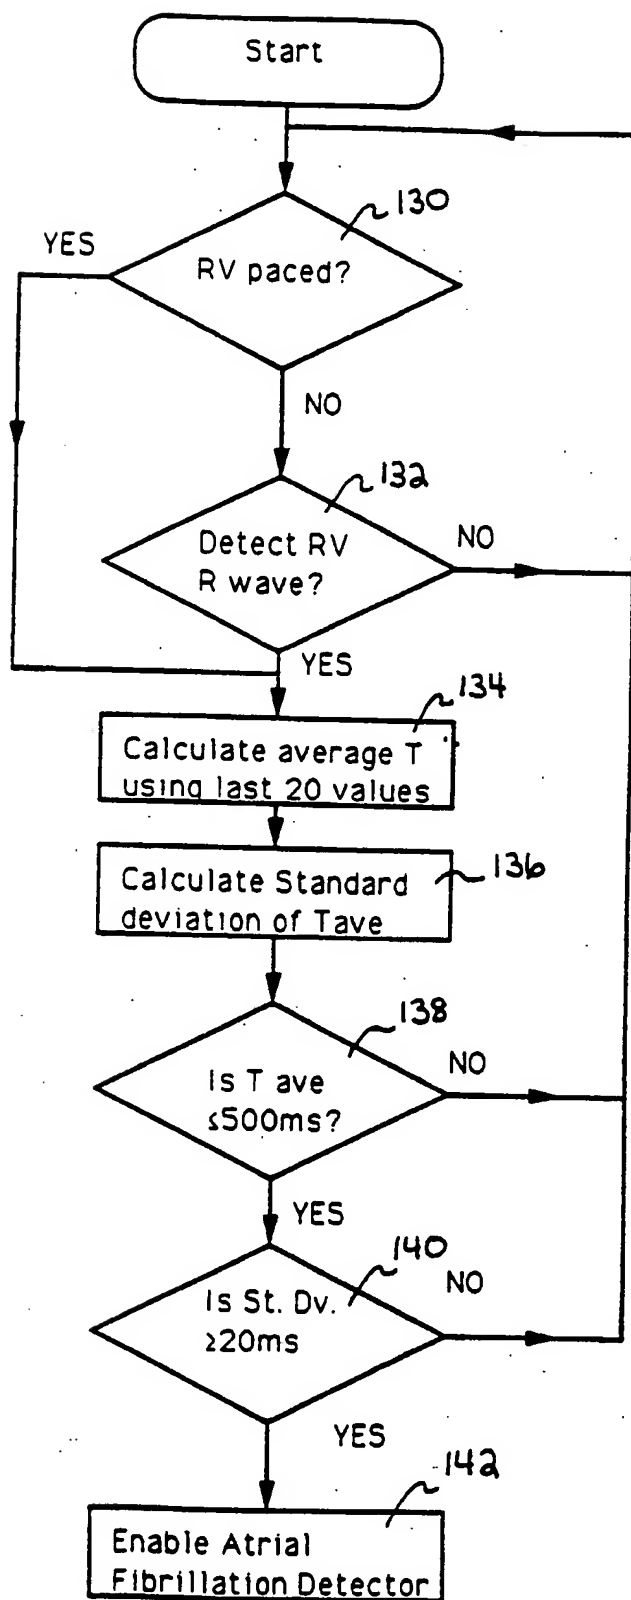 Start
130
YES
RV paced?
NO
132
Detect RV
R wave?
NO
YES
134
Calculate average T
using last 20 values
136
Calculate Standard
deviation of Tave
138
Is T ave
≤500ms?
NO
YES
140
Is St. Dv.
≥20ms
NO
YES
142
Enable Atrial
Fibrillation Detector